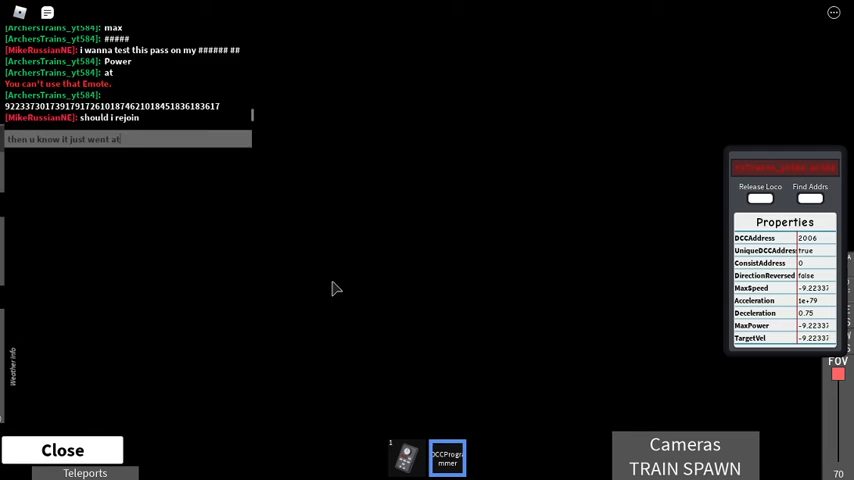 [ArchersTrains_yt584]: max
[ArchersTrains_yt584]: #####
[MikeRussianNE]: i wanna test this pass on my ###### ##
[ArchersTrains_yt584]: Power
[ArchersTrains_yt584]: at
You can't use that Emote.
[ArchersTrains_yt584]:
9223373017391791726101874621018451836183617
[MikeRussianNE]: should i rejoin
then u know it just went at
Release Loco
Find Addrs
Properties
DCCAddress 2006
UniqueDCCAddress true
ConsistAddress 0
DirectionReversed false
MaxSpeed -9.22337
Acceleration 1e+79
Deceleration 0.75
MaxPower -9.22337
TargetVel -9.22337
FOV
70
Weather Info
Close
Teleports
1
DCCProgra
mmer
Cameras
TRAIN SPAWN